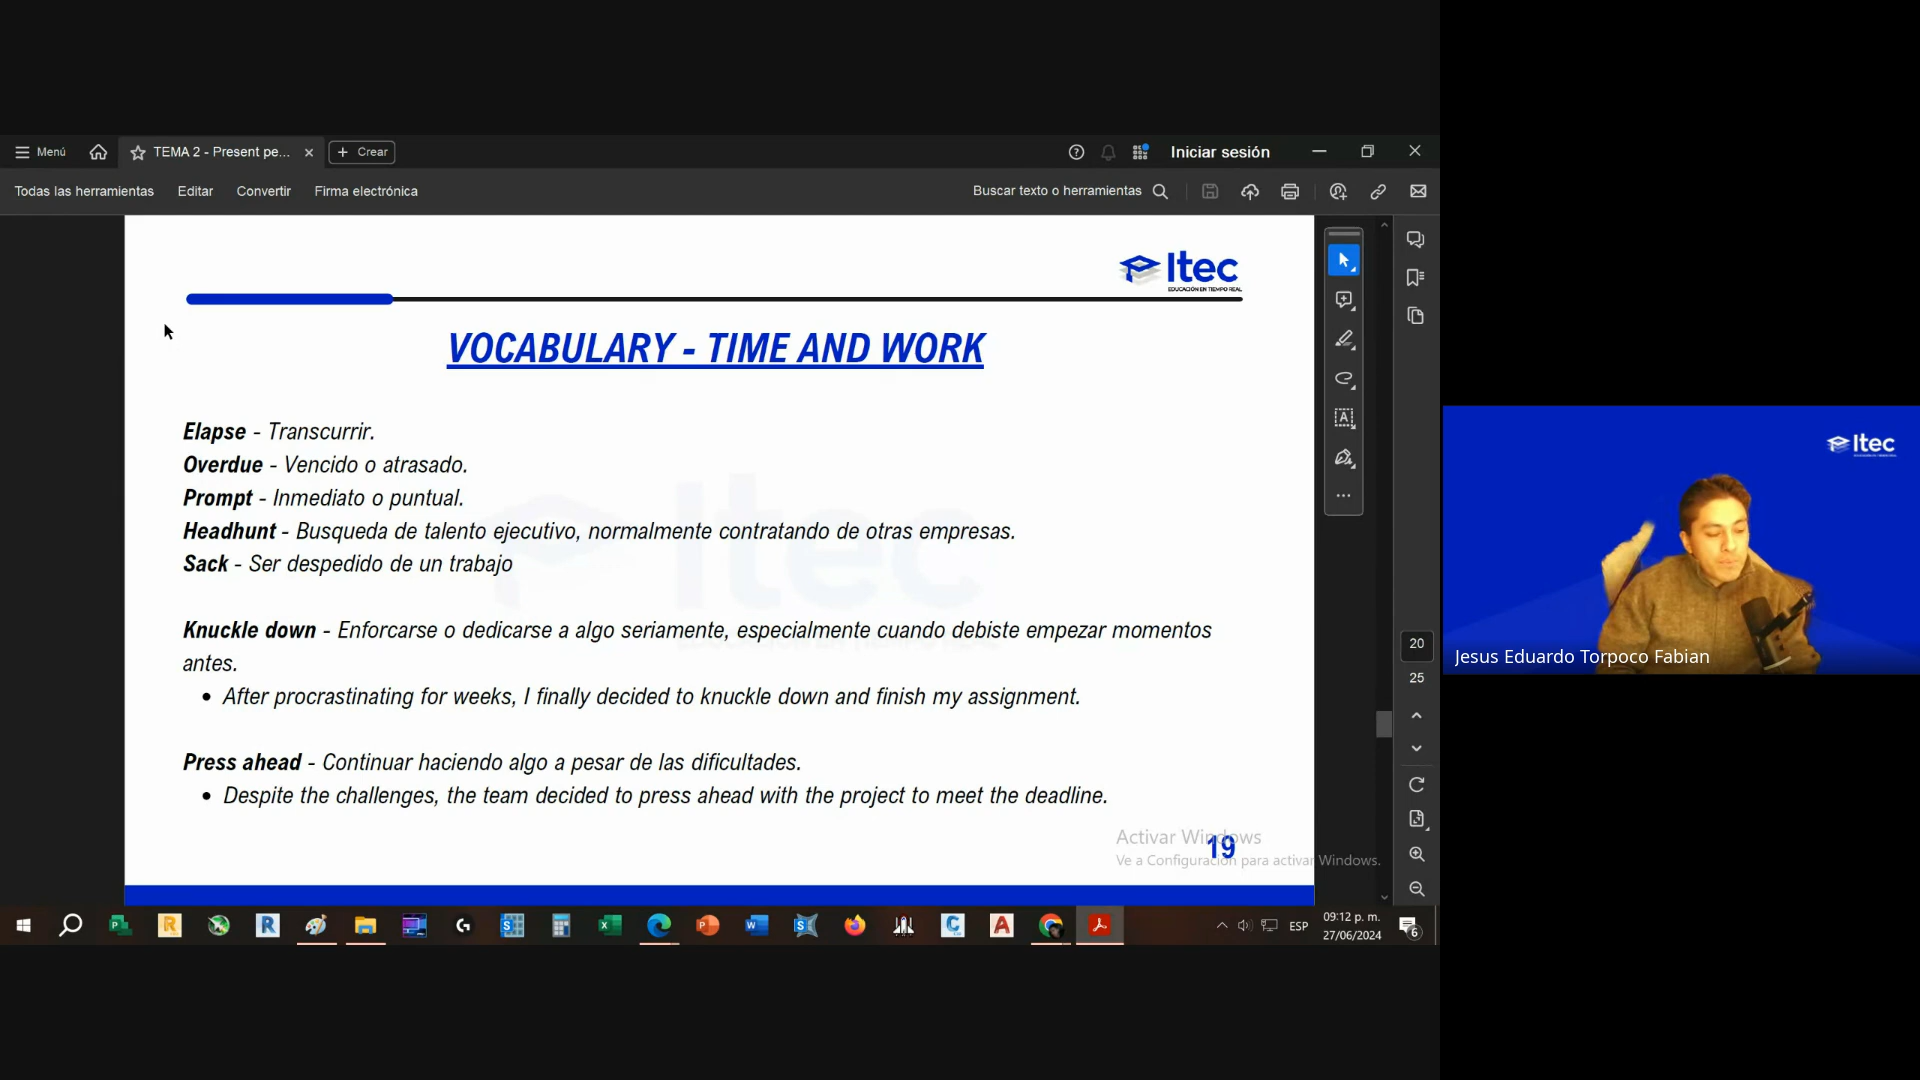 Menú
TEMA 2 - Present pe...
Crear
Iniciar sesión
Todas las herramientas
Editar
Convertir
Firma electrónica
Buscar texto o herramientas
Itec
EDUCACIÓN EN TIEMPO REAL
VOCABULARY - TIME AND WORK
Elapse - Transcurrir.
Overdue - Vencido o atrasado.
Prompt - Inmediato o puntual.
Headhunt - Busqueda de talento ejecutivo, normalmente contratando de otras empresas.
Sack - Ser despedido de un trabajo
Knuckle down - Enforcarse o dedicarse a algo seriamente, especialmente cuando debiste empezar momentos
antes.
• After procrastinating for weeks, I finally decided to knuckle down and finish my assignment.
Press ahead - Continuar haciendo algo a pesar de las dificultades.
• Despite the challenges, the team decided to press ahead with the project to meet the deadline.
19
Activar Windows
Ve a Configuración para activar Windows.
20
25
ESP
09:12 p. m.
27/06/2024
6
Itec
Jesus Eduardo Torpoco Fabian